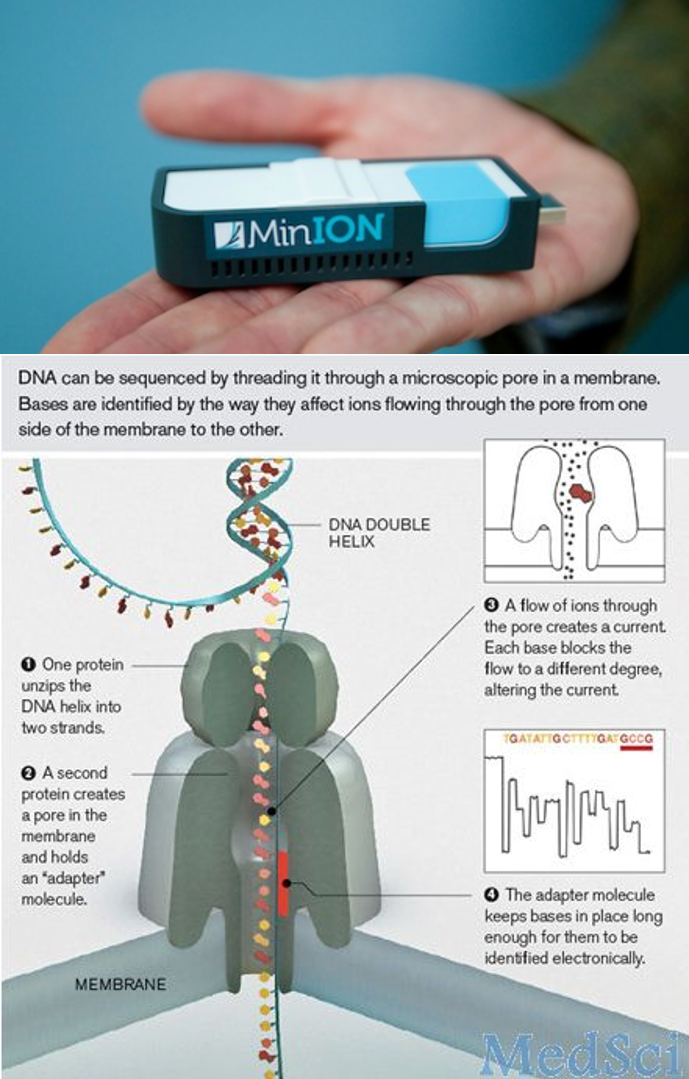 MinION
DNA can be sequenced by threading it through a microscopic pore in a membrane.
Bases are identified by the way they affect ions flowing through the pore from one
side of the membrane to the other.
DNA DOUBLE
HELIX
1 One protein
unzips the
DNA helix into
two strands.
2 A second
protein creates
a pore in the
membrane
and holds
an “adapter”
molecule.
MEMBRANE
3 A flow of ions through
the pore creates a current.
Each base blocks the
flow to a different degree,
altering the current.
TGATATTGCTTTTGATGCCG
4 The adapter molecule
keeps bases in place long
enough for them to be
identified electronically.
MedSci